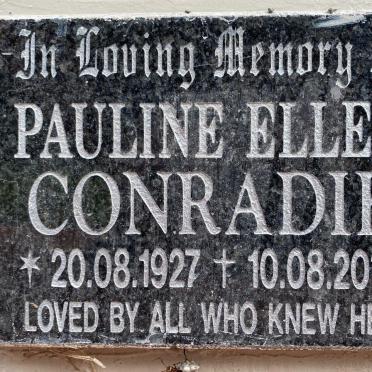 In Loving Memory
PAULINE ELLE
CONRADI
* 20.08.1927 † 10.08.20
LOVED BY ALL WHO KNEW HE